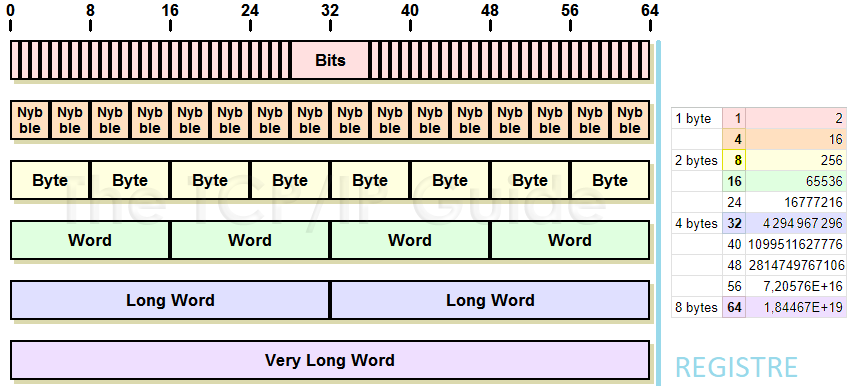 0 8 16 24 32 40 48 56 64
Bits
Nyb ble Nyb ble Nyb ble Nyb ble Nyb ble Nyb ble Nyb ble Nyb ble Nyb ble Nyb ble Nyb ble Nyb ble Nyb ble Nyb ble Nyb ble Nyb ble
Byte Byte Byte Byte Byte Byte Byte Byte
The TCP/IP Guide
Word Word Word Word
Long Word Long Word
Very Long Word
1 byte 1 2
4 16
2 bytes 8 256
16 65536
24 16777216
4 bytes 32 4 294 967 296
40 1099511627776
48 2814749767106
56 7,20576E+16
8 bytes 64 1,84467E+19
REGISTRE